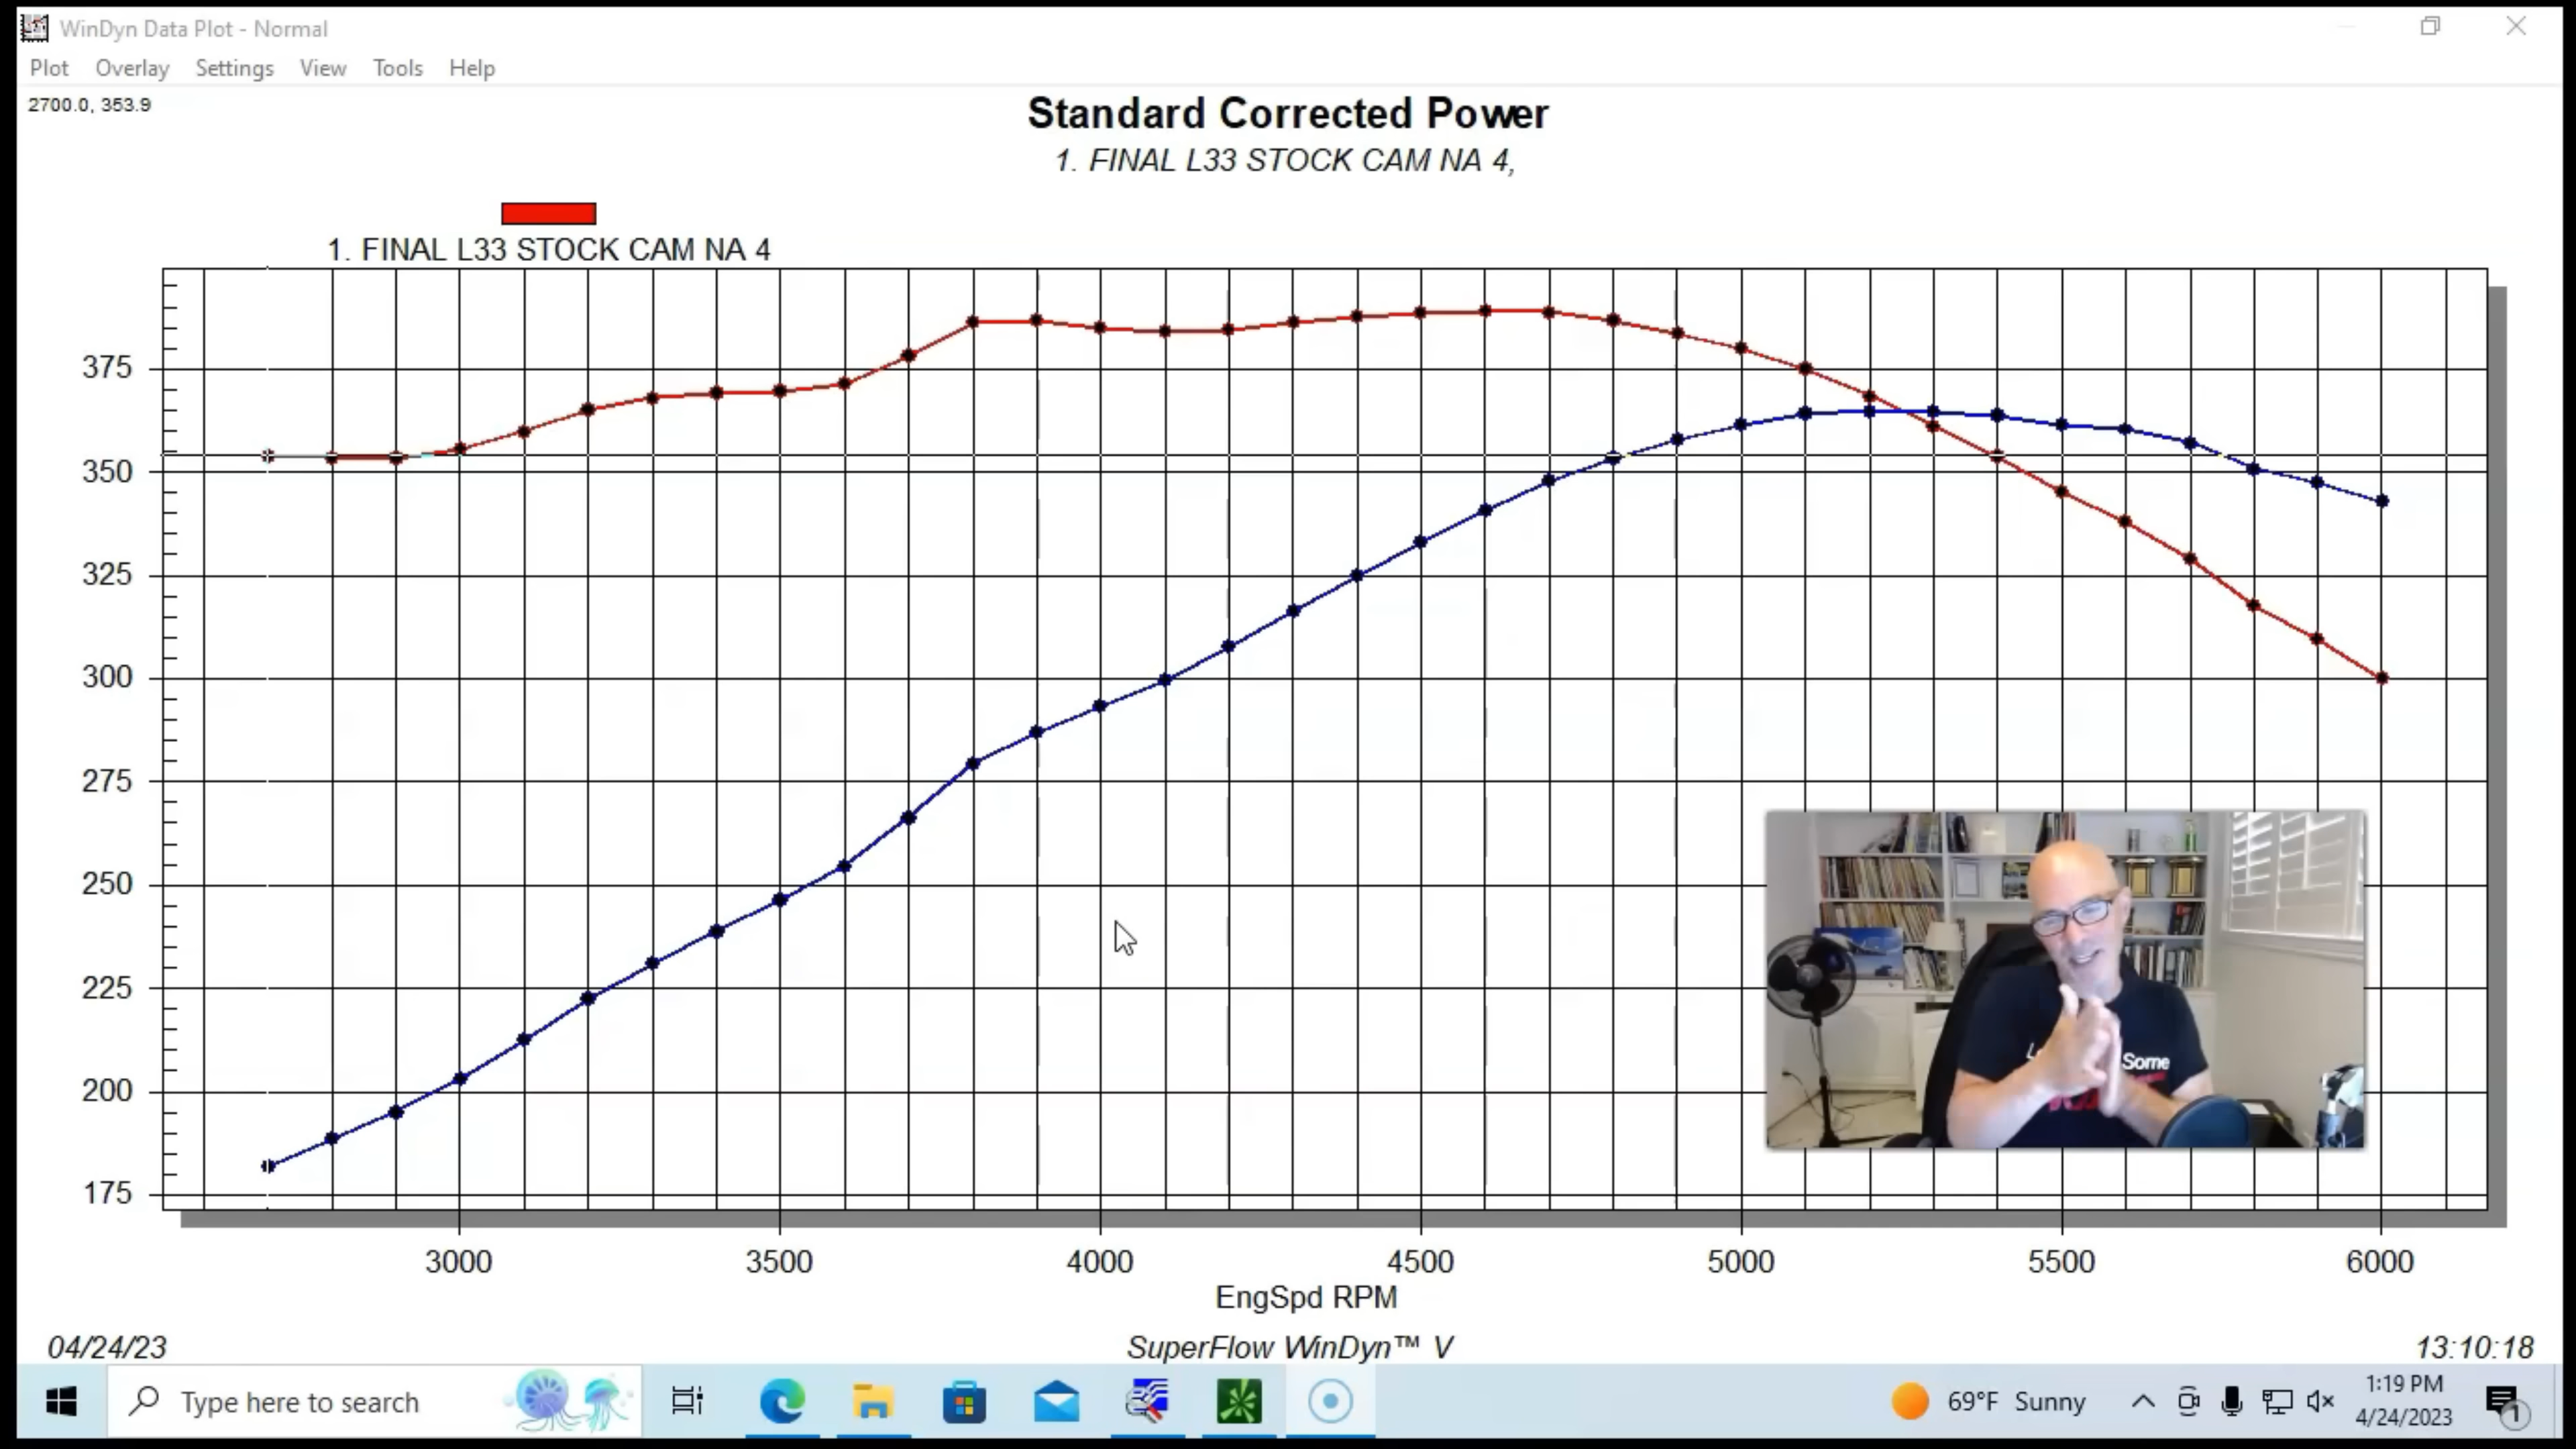 WinDyn Data Plot - Normal
Plot Overlay Settings View Tools Help
2700.0, 353.9
Standard Corrected Power
1. FINAL L33 STOCK CAM NA 4,
1. FINAL L33 STOCK CAM NA 4
375
350
325
300
275
250
225
200
175
Some
3000 3500 4000 4500 5000 5500 6000
EngSpd RPM
04/24/23 SuperFlow WinDyn™ V 13:10:18
Type here to search 69°F Sunny 1:19 PM
4/24/2023 1